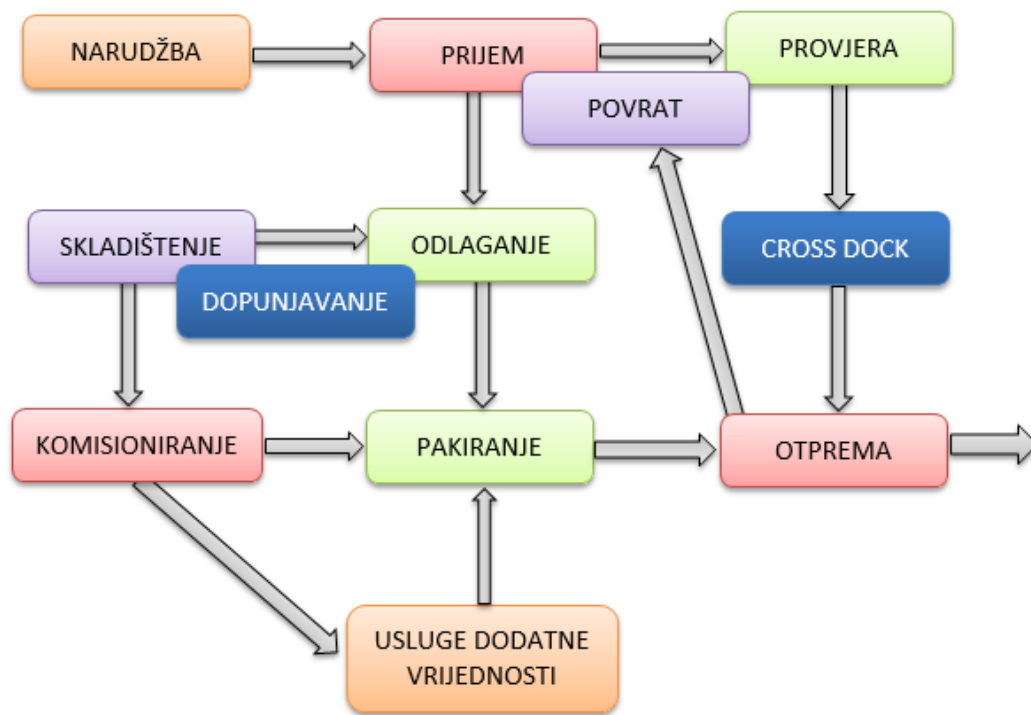 NARUDŽBA
PRIJEM
PROVJERA
POVRAT
SKLADIŠTENJE
ODLAGANJE
CROSS DOCK
DOPUNJAVANJE
KOMISIONIRANJE
PAKIRANJE
OTPREMA
USLUGE DODATNE
VRIJEDNOSTI